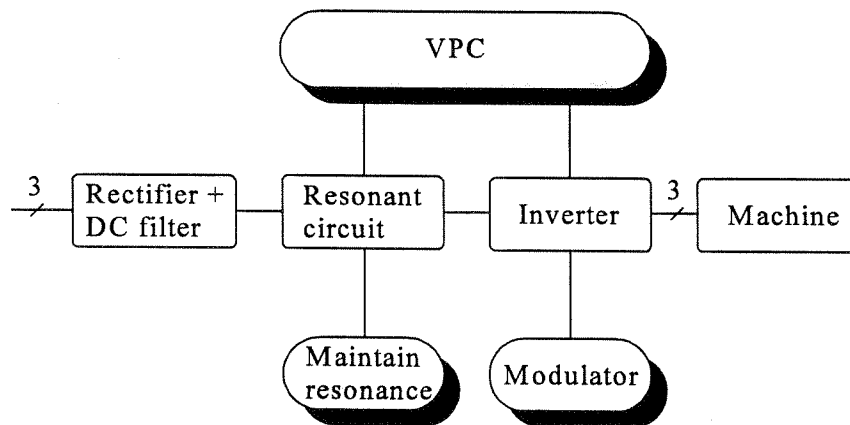 VPC
3
Rectifier +
DC filter
Resonant
circuit
Inverter
3
Machine
Maintain
resonance
Modulator